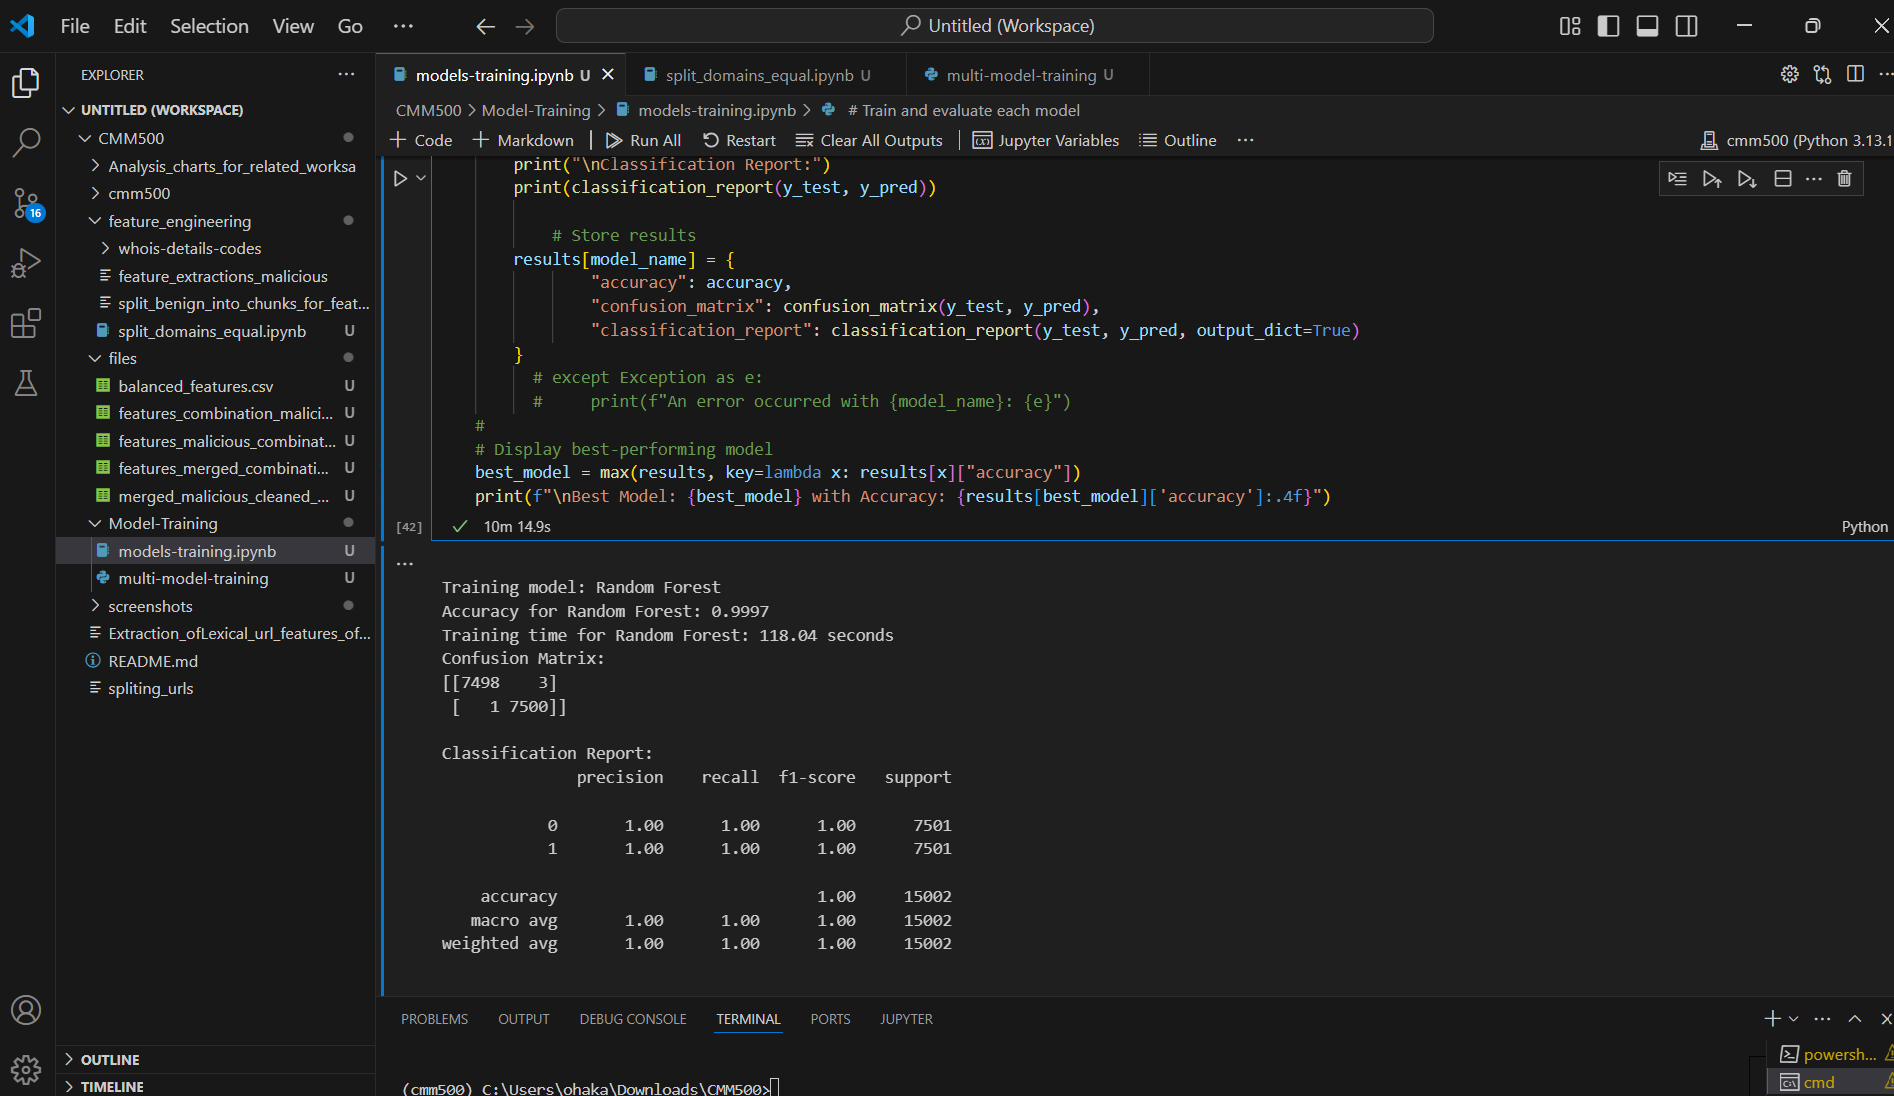 File Edit Selection View Go ···
Untitled (Workspace)
EXPLORER ···
UNTITLED (WORKSPACE)
CMM500
Analysis_charts_for_related_worksa
cmm500
feature_engineering
whois-details-codes
feature_extractions_malicious
split_benign_into_chunks_for_feat...
split_domains_equal.ipynb U
files
balanced_features.csv U
features_combination_malici... U
features_malicious_combinat... U
features_merged_combinati... U
merged_malicious_cleaned_... U
Model-Training
models-training.ipynb U
multi-model-training U
screenshots
Extraction_ofLexical_url_features_of...
README.md
spliting_urls
OUTLINE
TIMELINE
16
models-training.ipynb U split_domains_equal.ipynb U multi-model-training U
CMM500 > Model-Training > models-training.ipynb > # Train and evaluate each model
+ Code + Markdown Run All Restart Clear All Outputs Jupyter Variables Outline ··· cmm500 (Python 3.13.1
print("\nClassification Report:")
print(classification_report(y_test, y_pred))
# Store results
results[model_name] = {
"accuracy": accuracy,
"confusion_matrix": confusion_matrix(y_test, y_pred),
"classification_report": classification_report(y_test, y_pred, output_dict=True)
}
# except Exception as e:
#     print(f"An error occurred with {model_name}: {e}")
#
# Display best-performing model
best_model = max(results, key=lambda x: results[x]["accuracy"])
print(f"\nBest Model: {best_model} with Accuracy: {results[best_model]['accuracy']:.4f}")
[42] 10m 14.9s Python
···
Training model: Random Forest
Accuracy for Random Forest: 0.9997
Training time for Random Forest: 118.04 seconds
Confusion Matrix:
[[7498    3]
[   1 7500]]
Classification Report:
precision recall f1-score support
0 1.00 1.00 1.00 7501
1 1.00 1.00 1.00 7501
accuracy 1.00 15002
macro avg 1.00 1.00 1.00 15002
weighted avg 1.00 1.00 1.00 15002
PROBLEMS OUTPUT DEBUG CONSOLE TERMINAL PORTS JUPYTER
(cmm500) C:\Users\ohaka\Downloads\CMM500>
powersh...
cmd